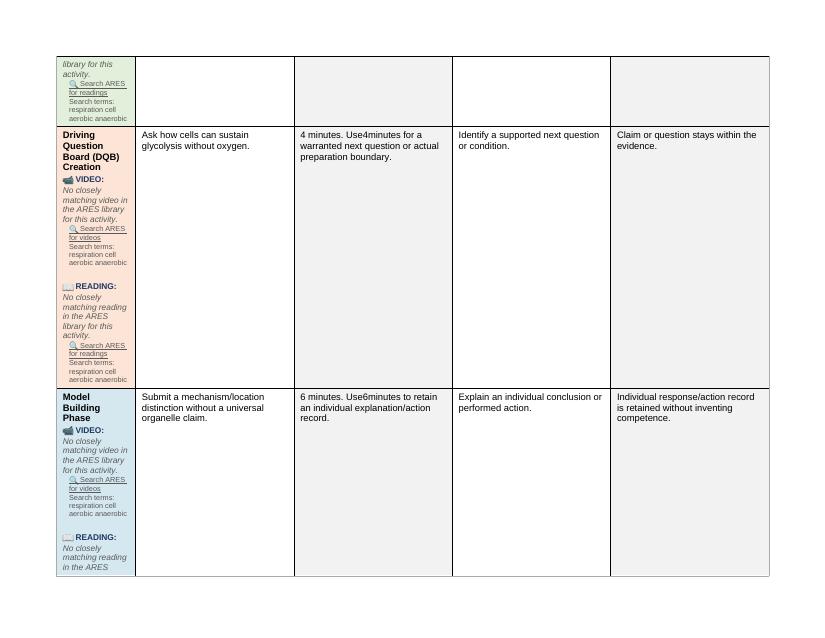 library for this
activity.
🔍 Search ARES
for readings
Search terms:
respiration cell
aerobic anaerobic
Driving
Question
Board (DQB)
Creation
📹 VIDEO:
No closely
matching video in
the ARES library
for this activity.
🔍 Search ARES
for videos
Search terms:
respiration cell
aerobic anaerobic
📖 READING:
No closely
matching reading
in the ARES
library for this
activity.
🔍 Search ARES
for readings
Search terms:
respiration cell
aerobic anaerobic
Ask how cells can sustain
glycolysis without oxygen.
4 minutes. Use4minutes for a
warranted next question or actual
preparation boundary.
Identify a supported next question
or condition.
Claim or question stays within the
evidence.
Model
Building
Phase
📹 VIDEO:
No closely
matching video in
the ARES library
for this activity.
🔍 Search ARES
for videos
Search terms:
respiration cell
aerobic anaerobic
📖 READING:
No closely
matching reading
in the ARES
Submit a mechanism/location
distinction without a universal
organelle claim.
6 minutes. Use6minutes to retain
an individual explanation/action
record.
Explain an individual conclusion or
performed action.
Individual response/action record
is retained without inventing
competence.